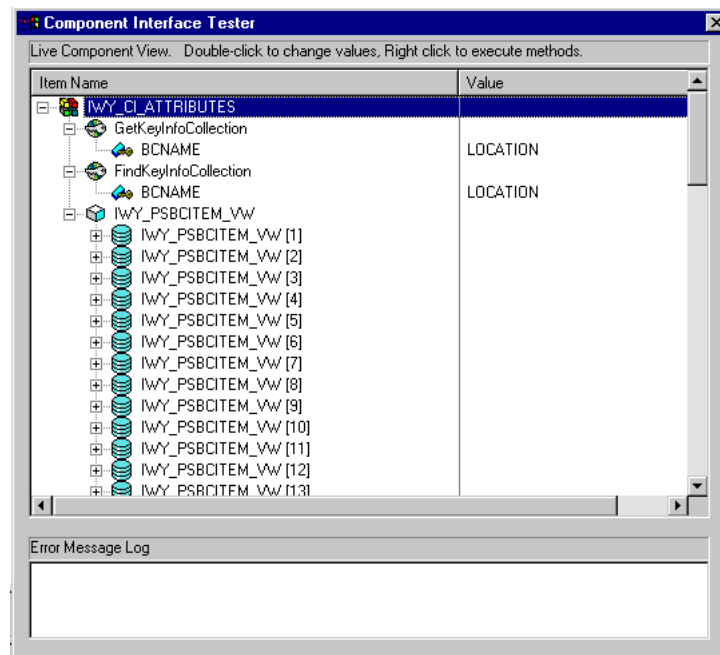 Component Interface Tester
Live Component View.   Double-click to change values, Right click to execute methods.
Item Name Value
IWY_CI_ATTRIBUTES
GetKeyInfoCollection
BCNAME LOCATION
FindKeyInfoCollection
BCNAME LOCATION
IWY_PSBCITEM_VW
IWY_PSBCITEM_VW [1]
IWY_PSBCITEM_VW [2]
IWY_PSBCITEM_VW [3]
IWY_PSBCITEM_VW [4]
IWY_PSBCITEM_VW [5]
IWY_PSBCITEM_VW [6]
IWY_PSBCITEM_VW [7]
IWY_PSBCITEM_VW [8]
IWY_PSBCITEM_VW [9]
IWY_PSBCITEM_VW [10]
IWY_PSBCITEM_VW [11]
IWY_PSBCITEM_VW [12]
IWY_PSBCITEM_VW [13]
Error Message Log